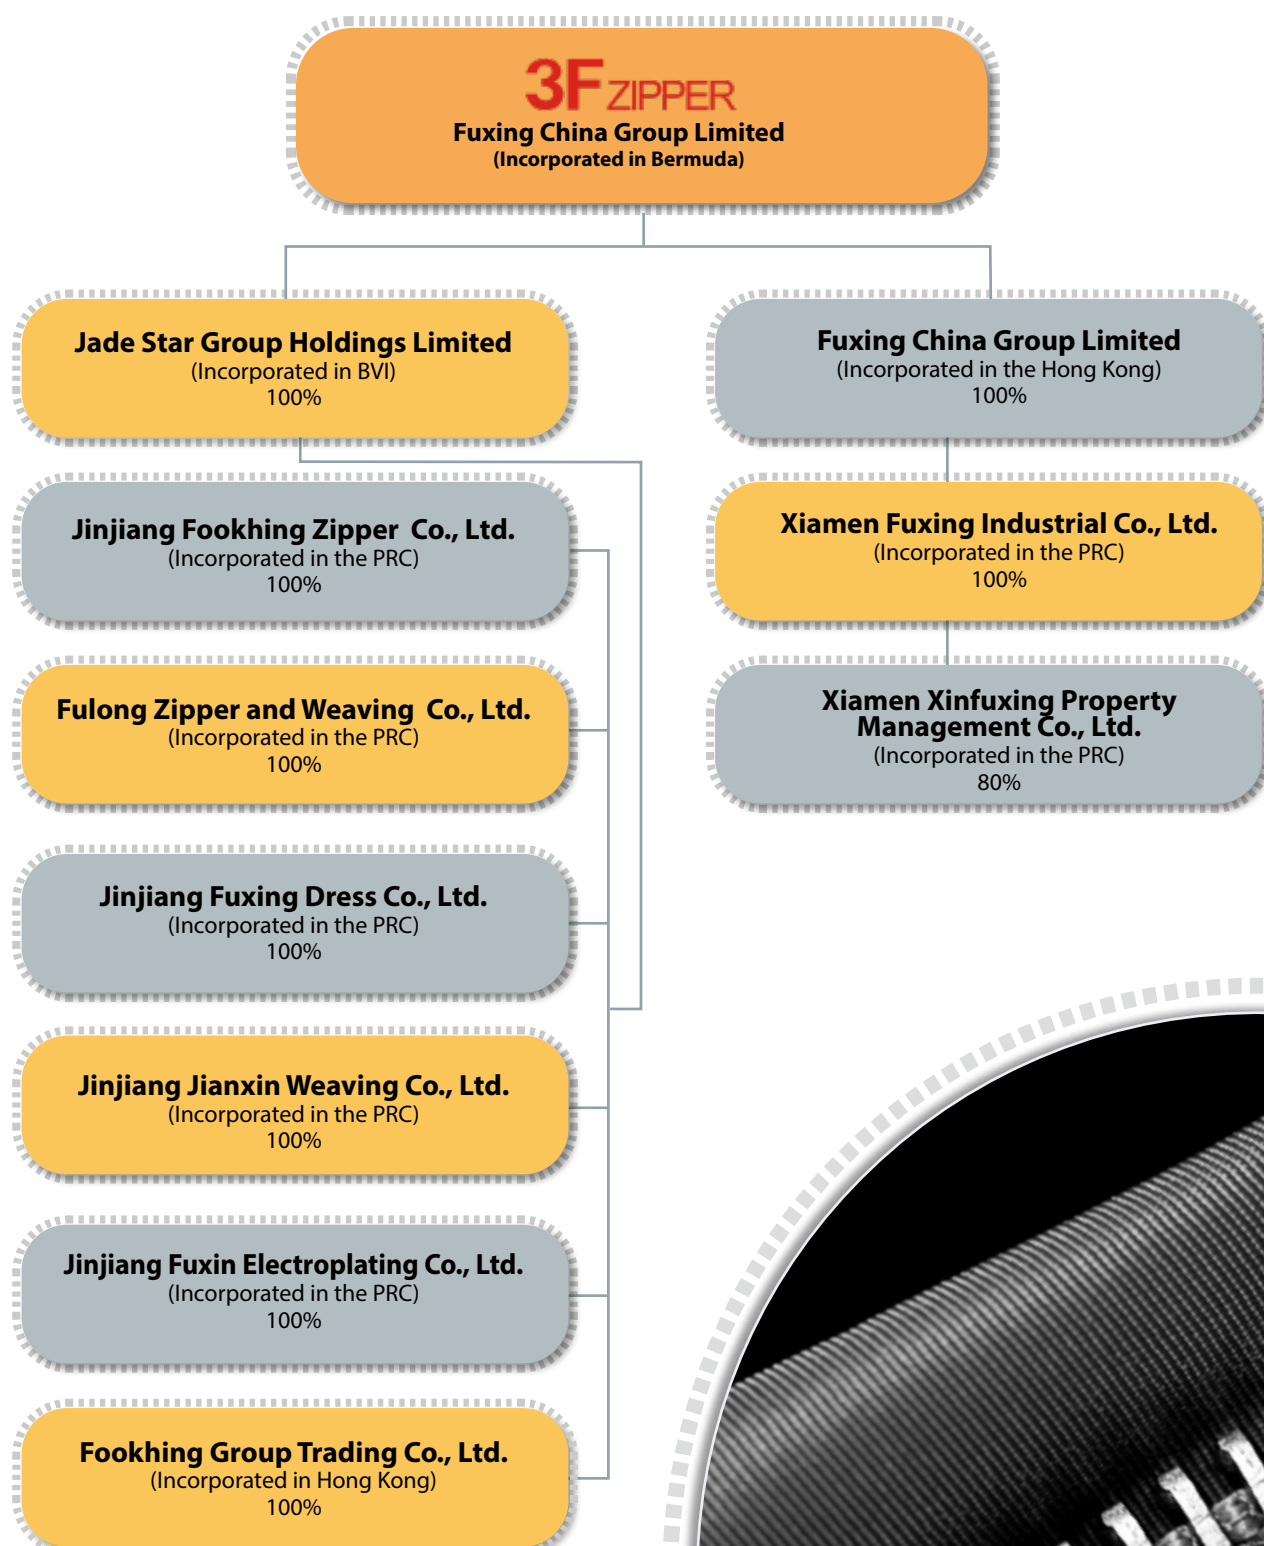 3F ZIPPER
Fuxing China Group Limited
(Incorporated in Bermuda)
Jade Star Group Holdings Limited
(Incorporated in BVI)
100%
Jinjiang Fookhing Zipper Co., Ltd.
(Incorporated in the PRC)
100%
Fulong Zipper and Weaving Co., Ltd.
(Incorporated in the PRC)
100%
Jinjiang Fuxing Dress Co., Ltd.
(Incorporated in the PRC)
100%
Jinjiang Jianxin Weaving Co., Ltd.
(Incorporated in the PRC)
100%
Jinjiang Fuxin Electroplating Co., Ltd.
(Incorporated in the PRC)
100%
Fookhing Group Trading Co., Ltd.
(Incorporated in Hong Kong)
100%
Fuxing China Group Limited
(Incorporated in the Hong Kong)
100%
Xiamen Fuxing Industrial Co., Ltd.
(Incorporated in the PRC)
100%
Xiamen Xinfuxing Property
Management Co., Ltd.
(Incorporated in the PRC)
80%